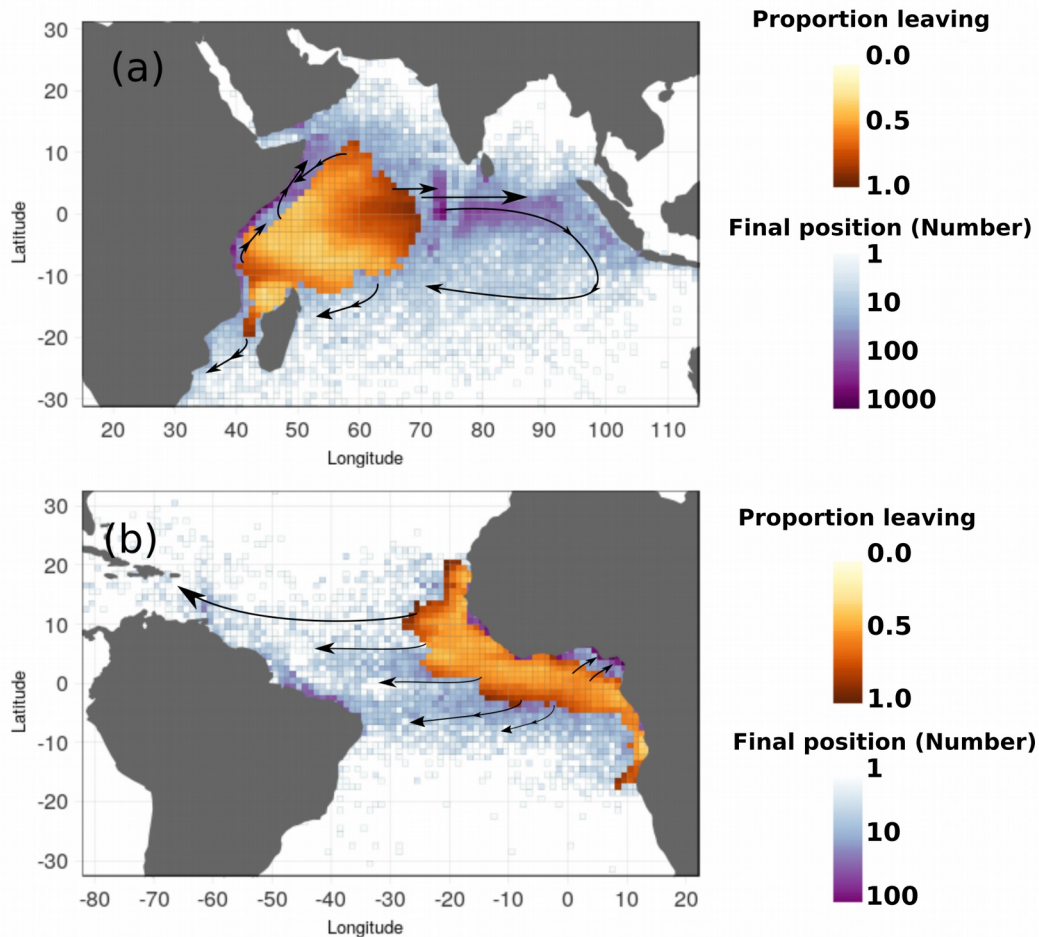 (a)
30
20
10
0
-10
-20
-30
Latitude
20 30 40 50 60 70 80 90 100 110
Longitude
Proportion leaving
0.0
0.5
1.0
Final position (Number)
1
10
100
1000
(b)
30
20
10
0
-10
-20
-30
Latitude
-80 -70 -60 -50 -40 -30 -20 -10 0 10 20
Longitude
Proportion leaving
0.0
0.5
1.0
Final position (Number)
1
10
100